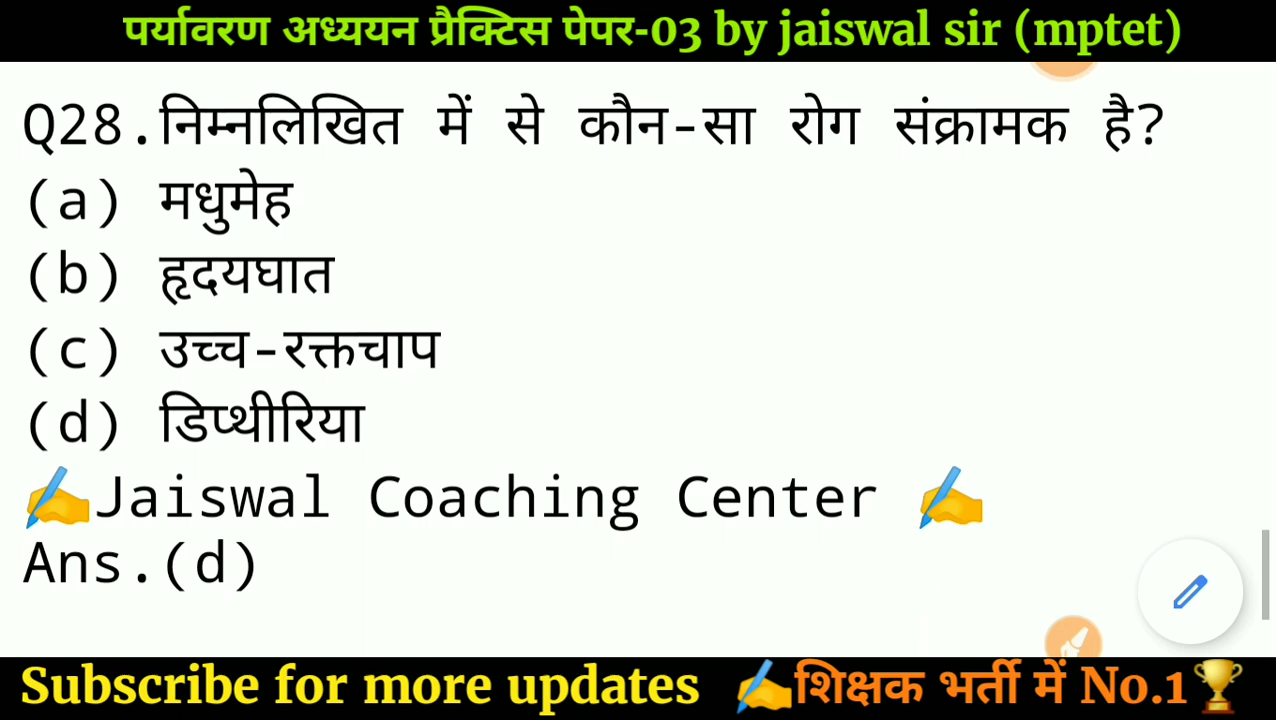 पर्यावरण अध्ययन प्रैक्टिस पेपर-03 by jaiswal sir (mptet)
Q28.निम्नलिखित में से कौन-सा रोग संक्रामक है?
(a) मधुमेह
(b) हृदयघात
(c) उच्च-रक्तचाप
(d) डिप्थीरिया
✍️Jaiswal Coaching Center ✍️
Ans.(d)
Subscribe for more updates ✍️शिक्षक भर्ती में No.1🏆